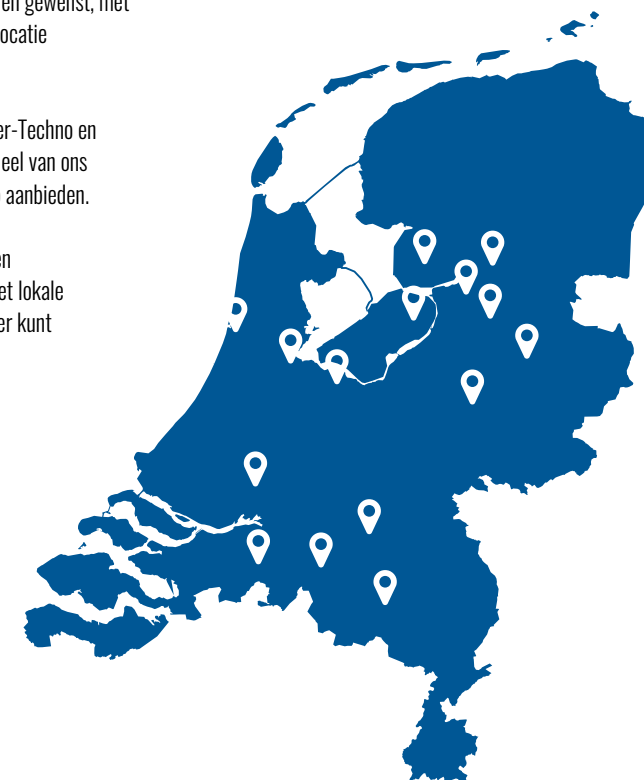 en gewenst, met
ocatie
er-Techno en
eel van ons
aanbieden.
en
et lokale
er kunt